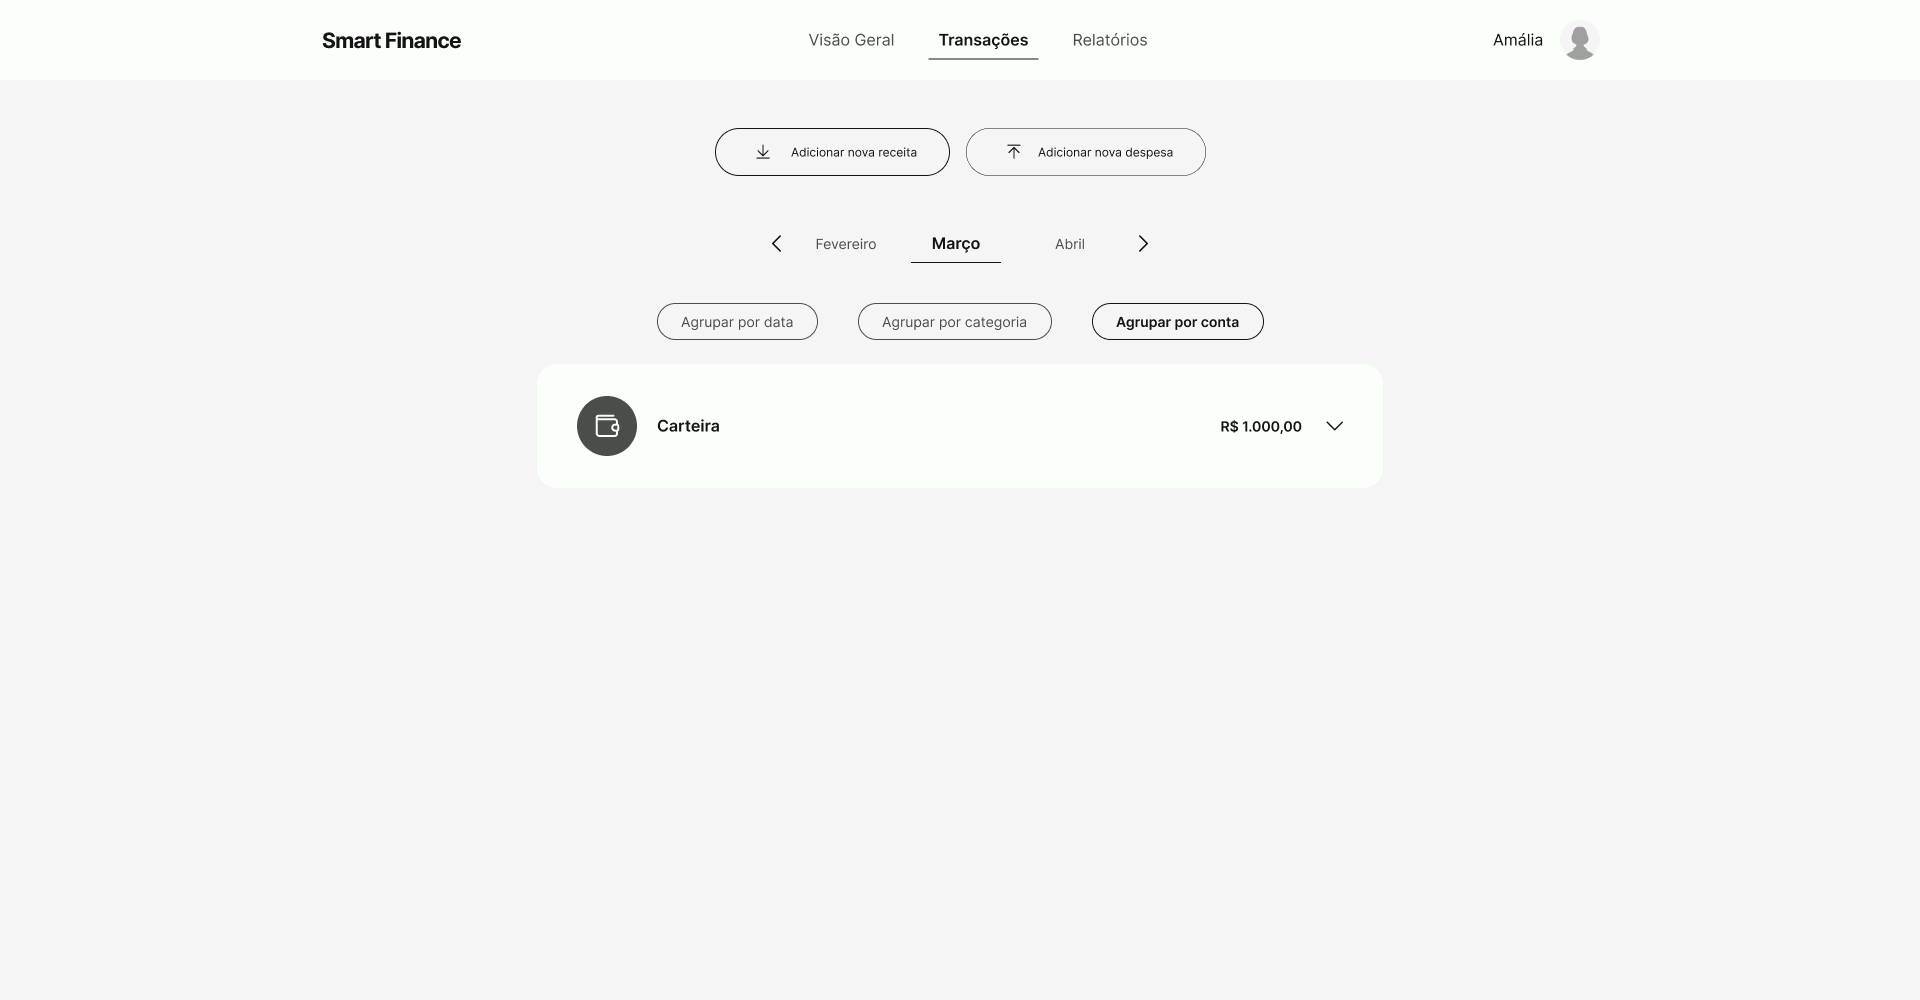 Smart Finance
Visão Geral
Transações
Relatórios
Amália
Adicionar nova receita
Adicionar nova despesa
Fevereiro
Março
Abril
Agrupar por data
Agrupar por categoria
Agrupar por conta
Carteira
R$ 1.000,00